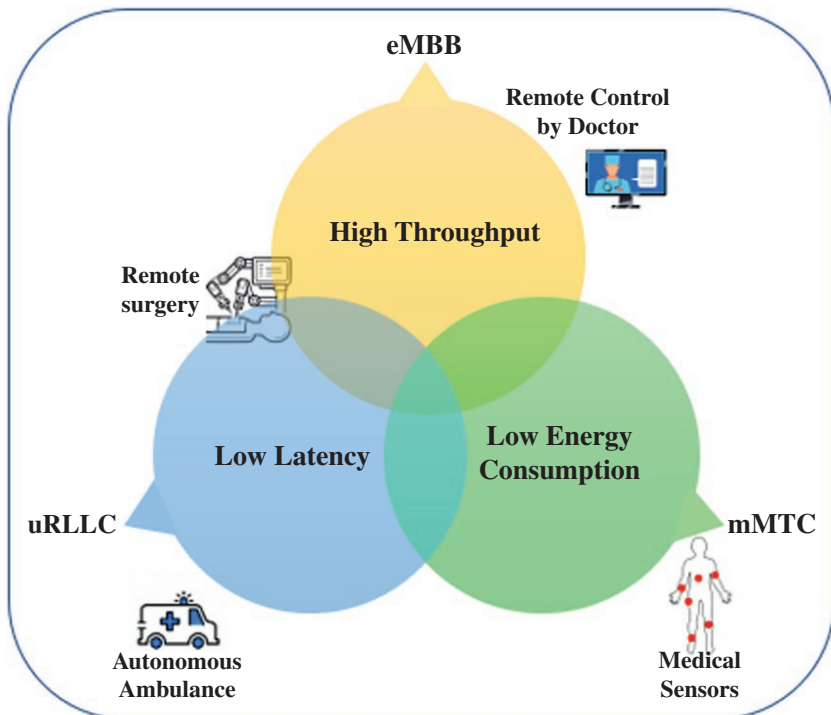 eMBB
Remote Control
by Doctor
High Throughput
Remote
surgery
Low Latency
Low Energy
Consumption
uRLLC
mMTC
Autonomous
Ambulance
Medical
Sensors